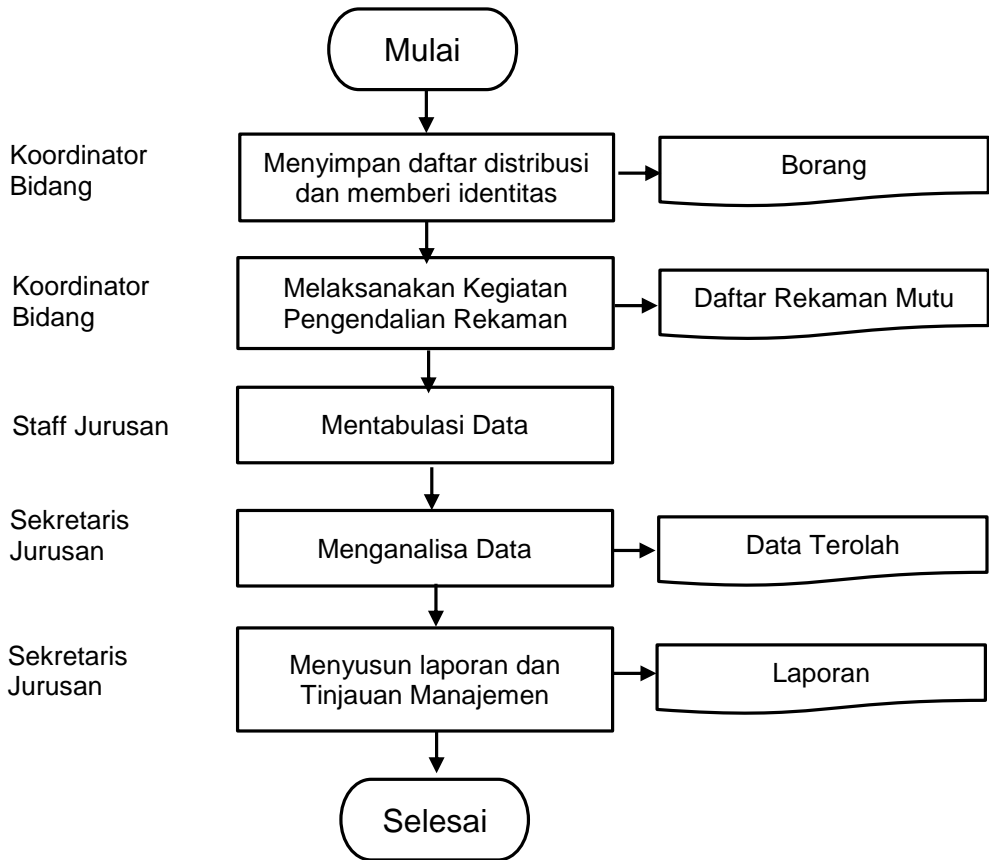 Mulai
Koordinator
Bidang
Menyimpan daftar distribusi
dan memberi identitas
Borang
Koordinator
Bidang
Melaksanakan Kegiatan
Pengendalian Rekaman
Daftar Rekaman Mutu
Staff Jurusan
Mentabulasi Data
Sekretaris
Jurusan
Menganalisa Data
Data Terolah
Sekretaris
Jurusan
Menyusun laporan dan
Tinjauan Manajemen
Laporan
Selesai